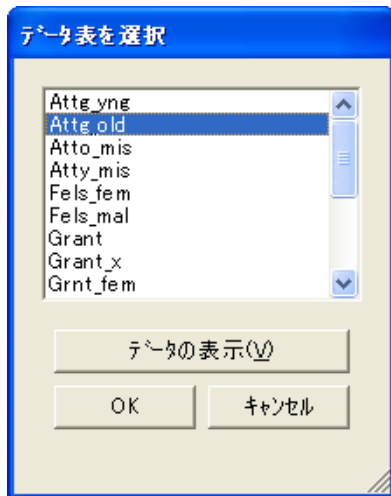 ﾃﾞｰﾀ表を選択
Attg_yng
Attg_old
Atto_mis
Atty_mis
Fels_fem
Fels_mal
Grant
Grant_x
Grnt_fem
ﾃﾞｰﾀの表示(V)
OK
ｷｬﾝｾﾙ